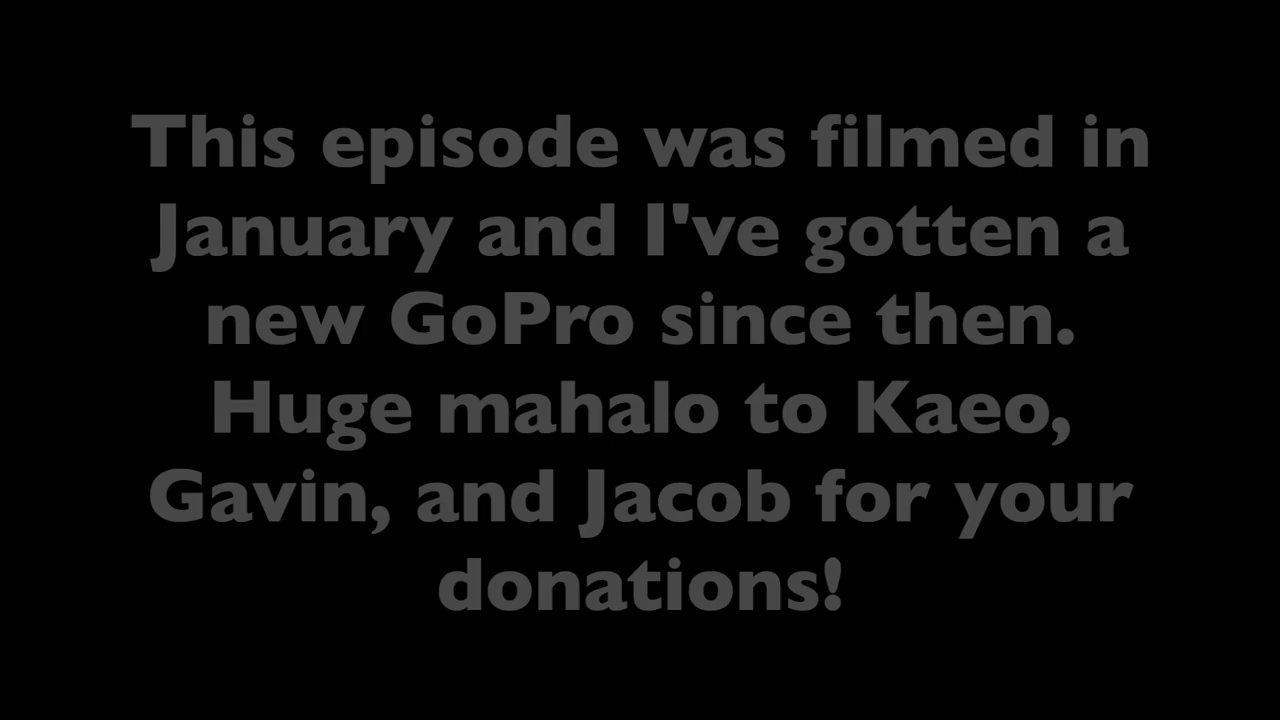 This episode was filmed in
January and I've gotten a
new GoPro since then.
Huge mahalo to Kaeo,
Gavin, and Jacob for your
donations!